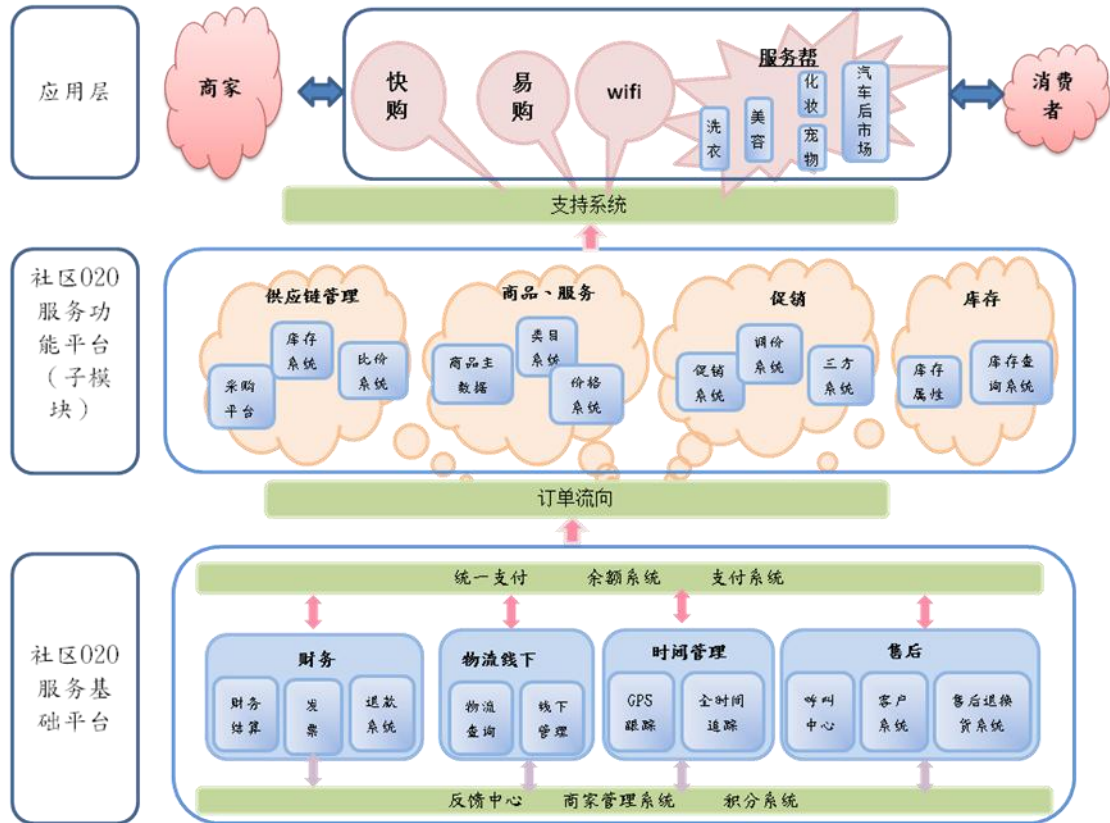 应用层
商家
快
购
易
购
wifi
服务帮
洗
衣
美
容
化
妆
宠
物
汽
车
后
市
场
消费
者
支持系统
社区020
服务功
能平台
（子模
块）
供应链管理
采购
平台
库存
系统
比价
系统
商品、服务
商品主
数据
类目
系统
价格
系统
促销
促销
系统
调价
系统
三方
系统
库存
库存
属性
库存查
询系统
订单流向
社区020
服务基
础平台
统一支付 余额系统 支付系统
财务
财务
结算
发
票
退款
系统
物流线下
物流
查询
线下
管理
时间管理
GPS
跟踪
全时间
追踪
售后
呼叫
中心
客户
系统
售后退换
货系统
反馈中心 商家管理系统 积分系统